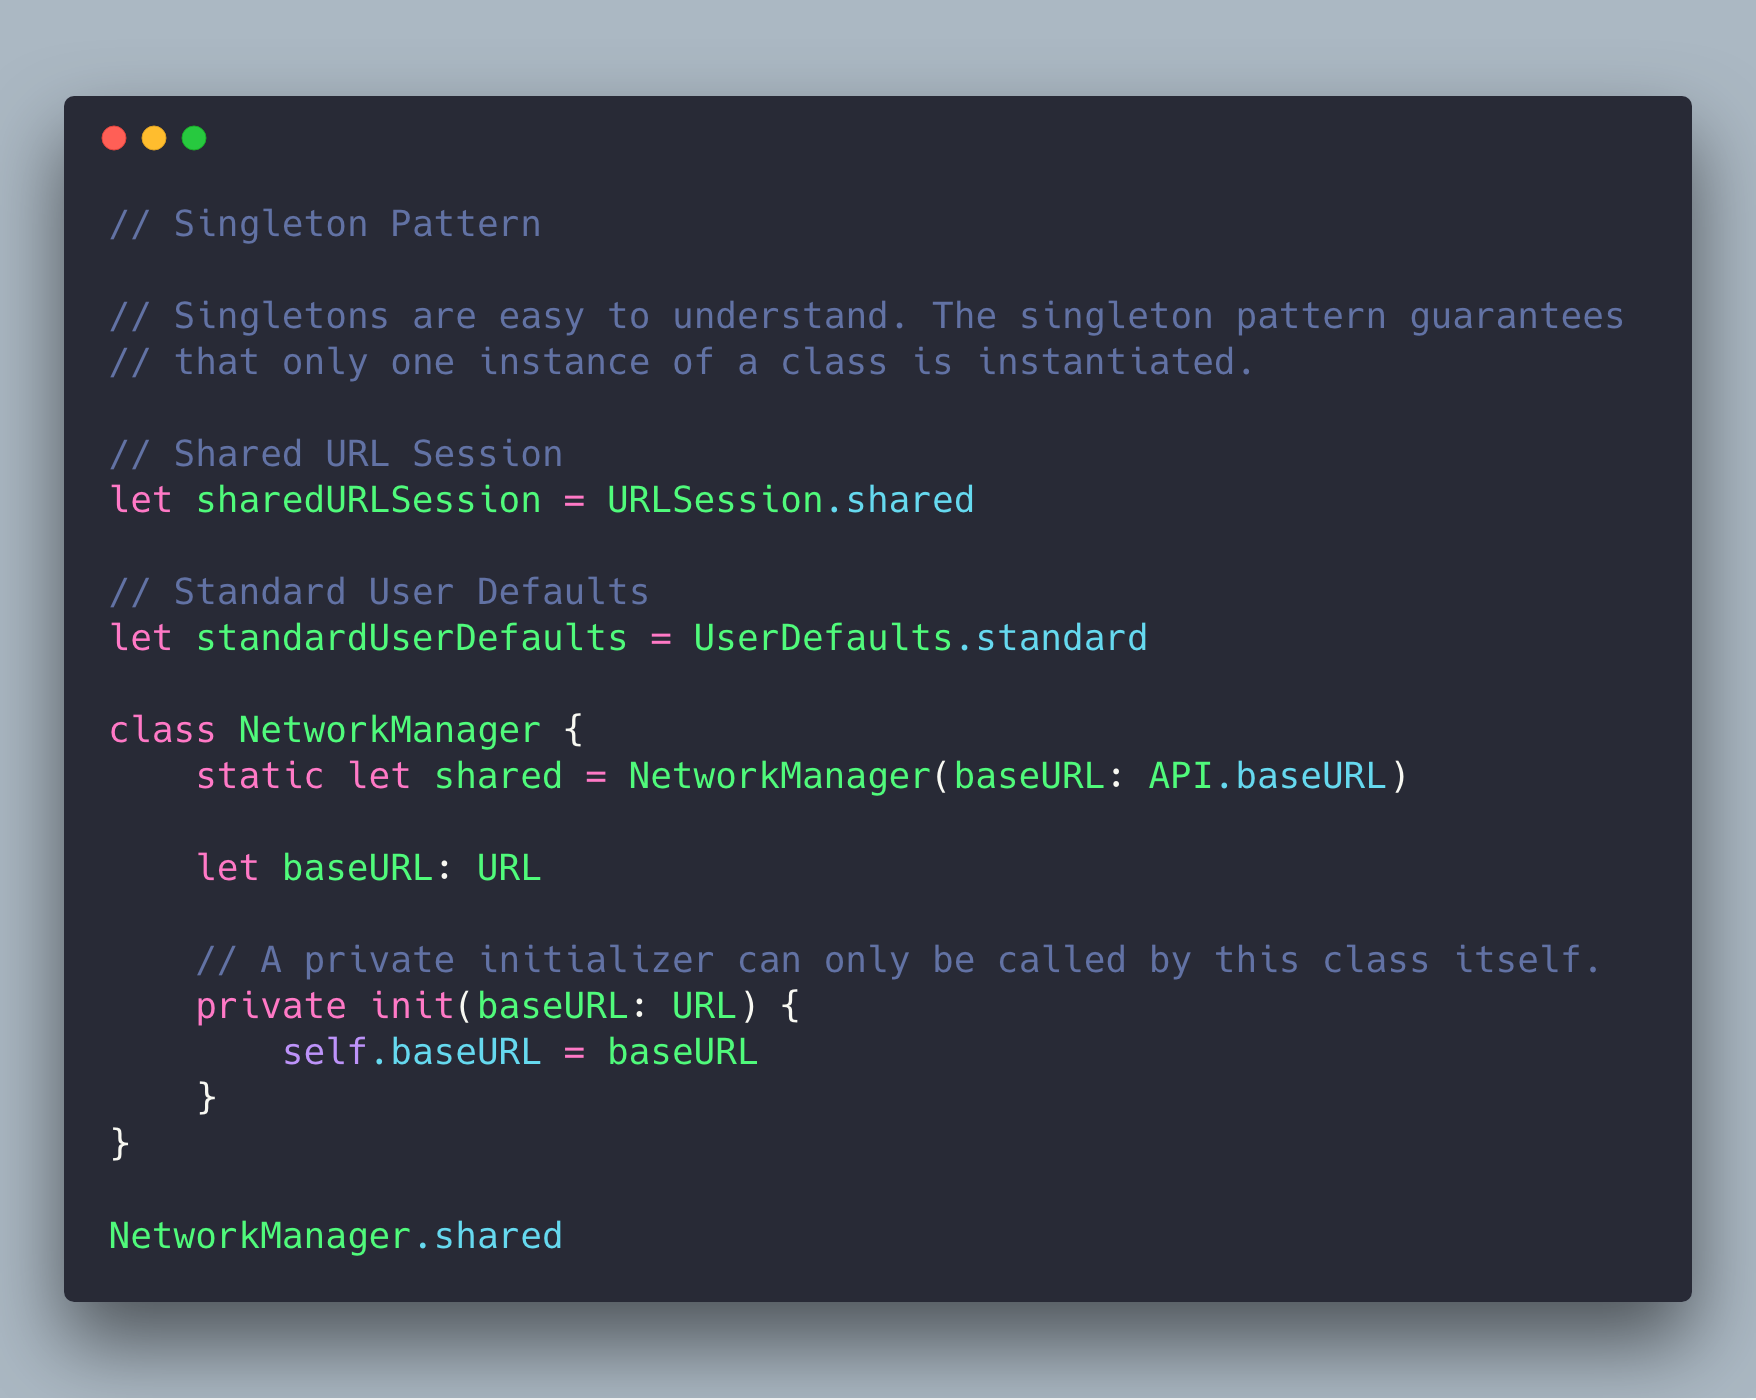 // Singleton Pattern
// Singletons are easy to understand. The singleton pattern guarantees
// that only one instance of a class is instantiated.
// Shared URL Session
let sharedURLSession = URLSession.shared
// Standard User Defaults
let standardUserDefaults = UserDefaults.standard
class NetworkManager {
    static let shared = NetworkManager(baseURL: API.baseURL)
    let baseURL: URL
    // A private initializer can only be called by this class itself.
    private init(baseURL: URL) {
        self.baseURL = baseURL
    }
}
NetworkManager.shared